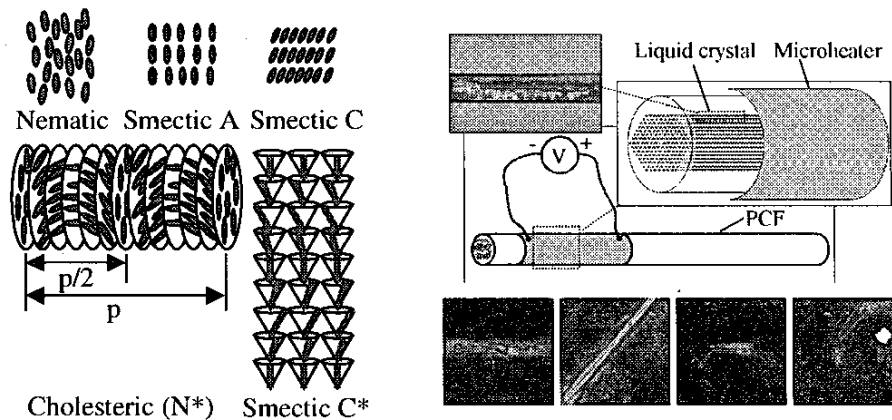 Nematic Smectic A Smectic C
p/2
p
Cholesteric (N*) Smectic C*
Liquid crystal Microheater
- V +
PCF